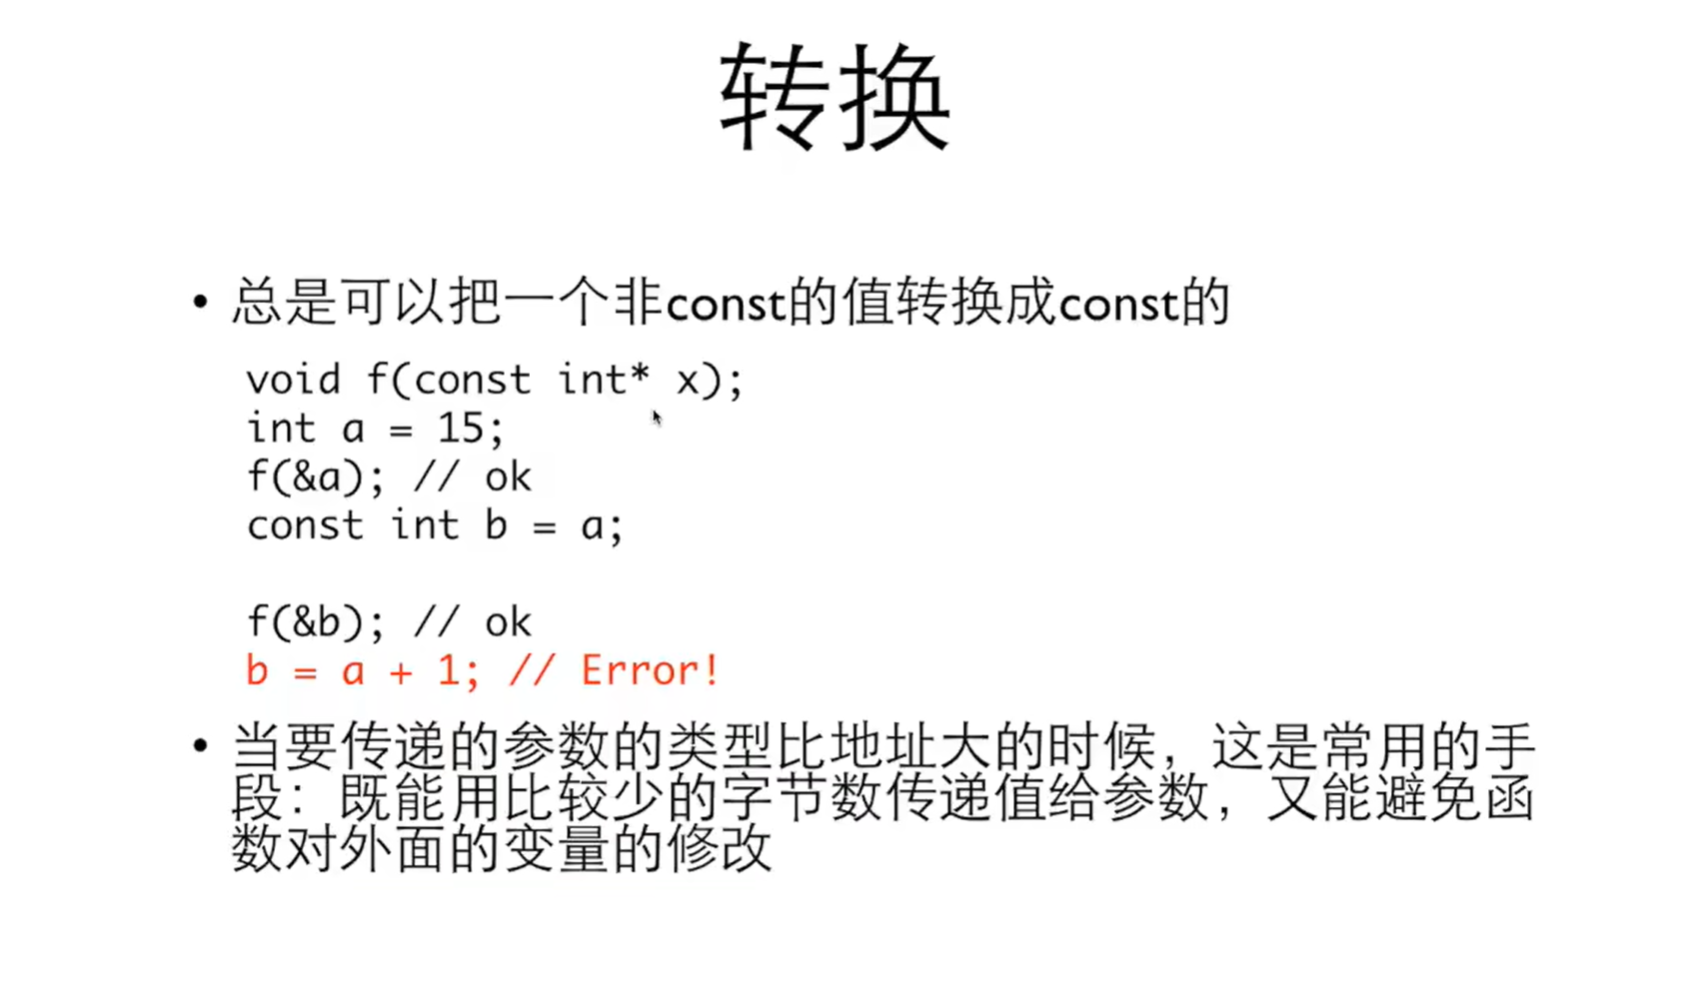 转换
• 总是可以把一个非const的值转换成const的
void f(const int* x);
int a = 15;
f(&a); // ok
const int b = a;
f(&b); // ok
b = a + 1; // Error!
• 当要传递的参数的类型比地址大的时候，这是常用的手
段：既能用比较少的字节数传递值给参数，又能避免函
数对外面的变量的修改